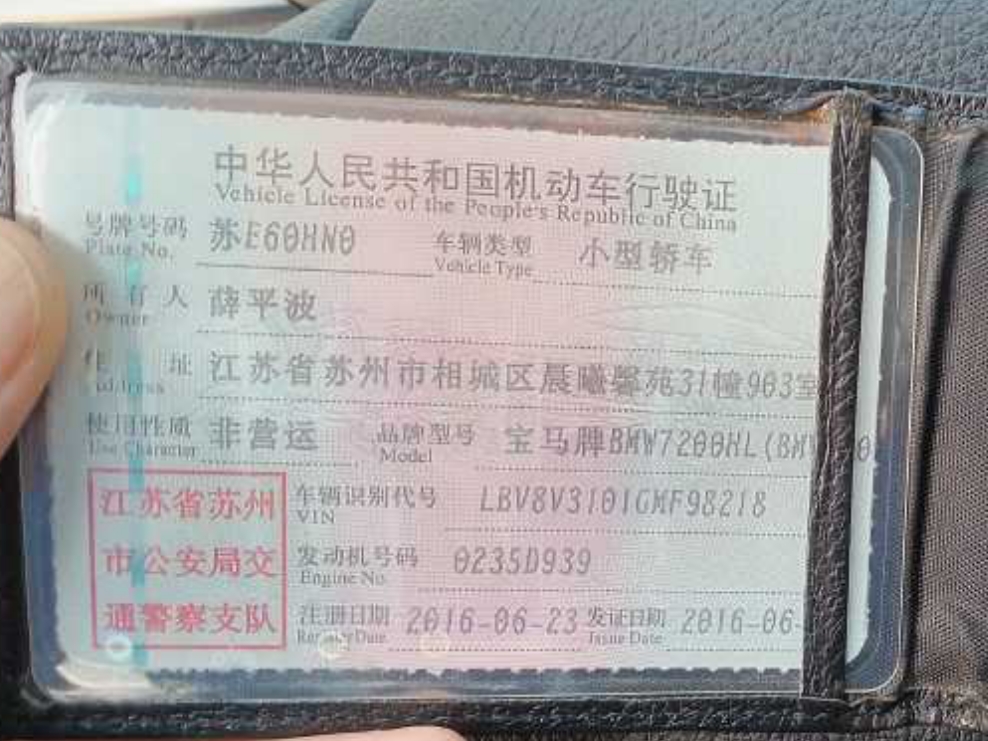 中华人民共和国机动车行驶证
Vehicle License of the People's Republic of China
号牌号码 苏E60HN0 车辆类型 小型轿车
Plate No. Vehicle Type
所有人 薛平波
Owner
住址 江苏省苏州市相城区晨曦馨苑31幢903室
Address
使用性质 非营运 品牌型号 宝马牌BMW7200HL(BM
Use Character Model
江苏省苏州
市公安局交
通警察支队
车辆识别代号 LBV8V3101GMF98218
VIN
发动机号码 0235D939
Engine No.
注册日期 2016-06-23 发证日期 2016-06-
Register Date Issue Date